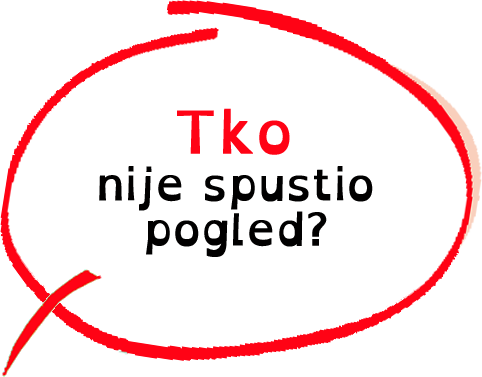 Tko
nije spustio
pogled?